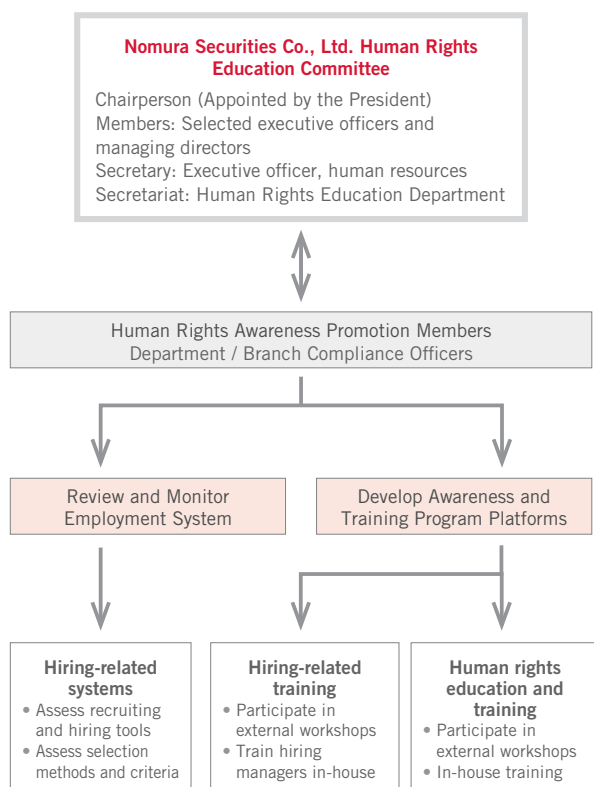 Nomura Securities Co., Ltd. Human Rights
Education Committee
Chairperson (Appointed by the President)
Members: Selected executive officers and
managing directors
Secretary: Executive officer, human resources
Secretariat: Human Rights Education Department
Human Rights Awareness Promotion Members
Department / Branch Compliance Officers
Review and Monitor
Employment System
Develop Awareness and
Training Program Platforms
Hiring-related
systems
• Assess recruiting
and hiring tools
• Assess selection
methods and criteria
Hiring-related
training
• Participate in
external workshops
• Train hiring
managers in-house
Human rights
education and
training
• Participate in
external workshops
• In-house training